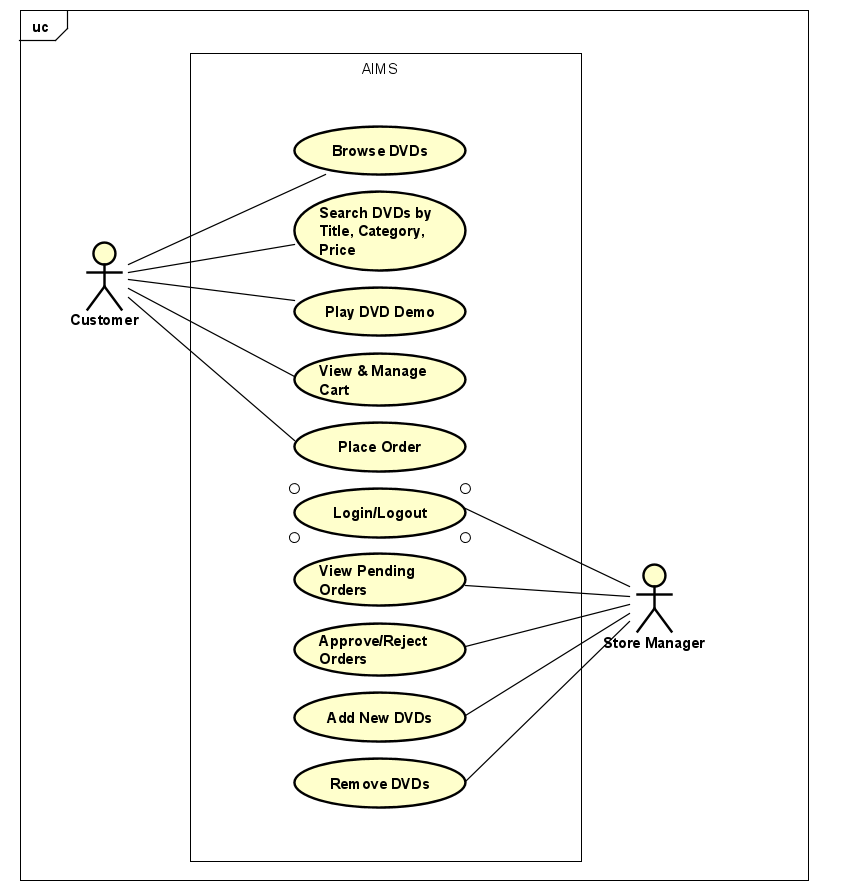 uc
AIMS
Browse DVDs
Search DVDs by
Title, Category,
Price
Play DVD Demo
Customer
View & Manage
Cart
Place Order
Login/Logout
View Pending
Orders
Approve/Reject
Orders
Store Manager
Add New DVDs
Remove DVDs